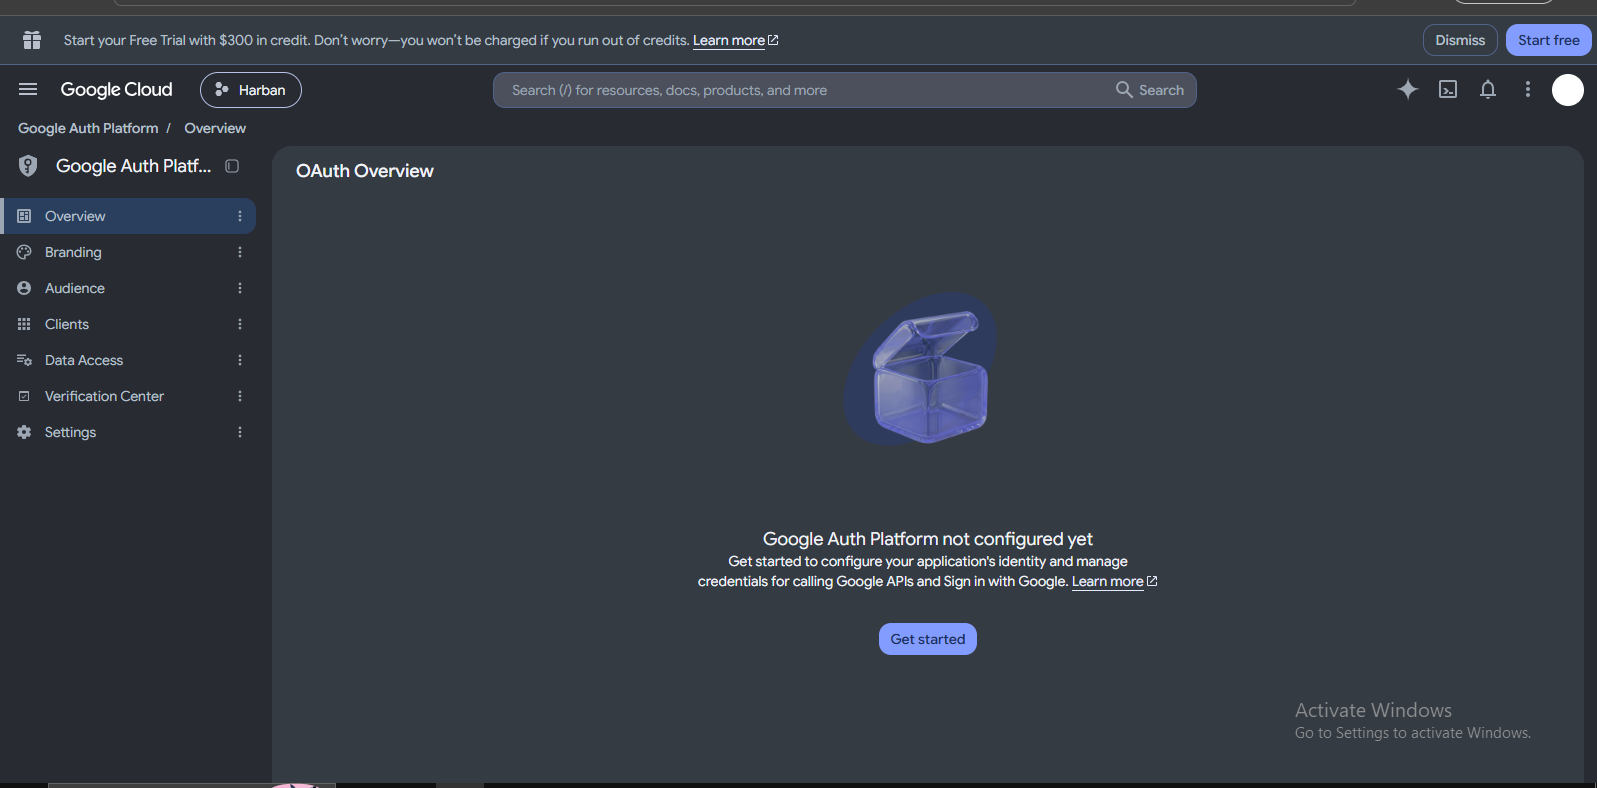 Start your Free Trial with $300 in credit. Don’t worry—you won’t be charged if you run out of credits. Learn more
Dismiss
Start free
Google Cloud
Harban
Search (/) for resources, docs, products, and more
Search
Google Auth Platform / Overview
Google Auth Platf...
OAuth Overview
Overview
Branding
Audience
Clients
Data Access
Verification Center
Settings
Google Auth Platform not configured yet
Get started to configure your application's identity and manage
credentials for calling Google APIs and Sign in with Google. Learn more
Get started
Activate Windows
Go to Settings to activate Windows.